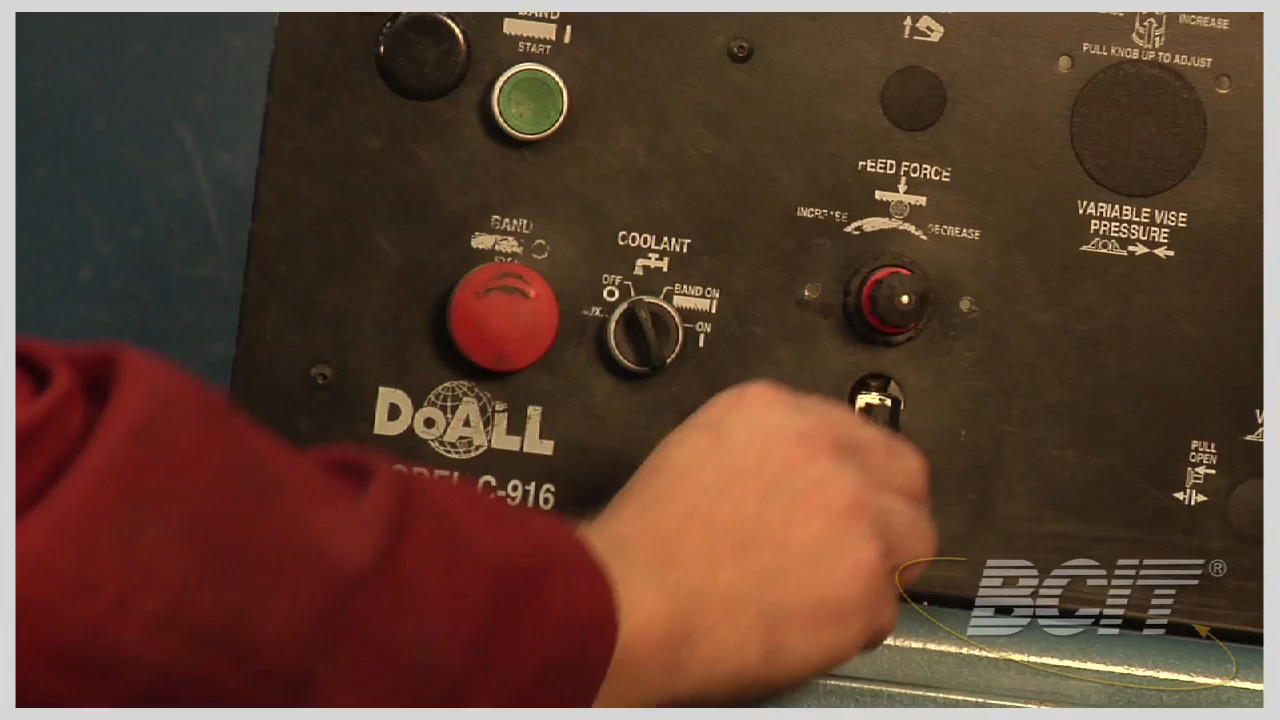 BAND
START
INCREASE
PULL KNOB UP TO ADJUST
FEED FORCE
INCREASE
DECREASE
VARIABLE VISE
PRESSURE
BAND
COOLANT
OFF
BAND ON
ON
DOALL
MODEL C-916
PULL
OPEN
BCIT®